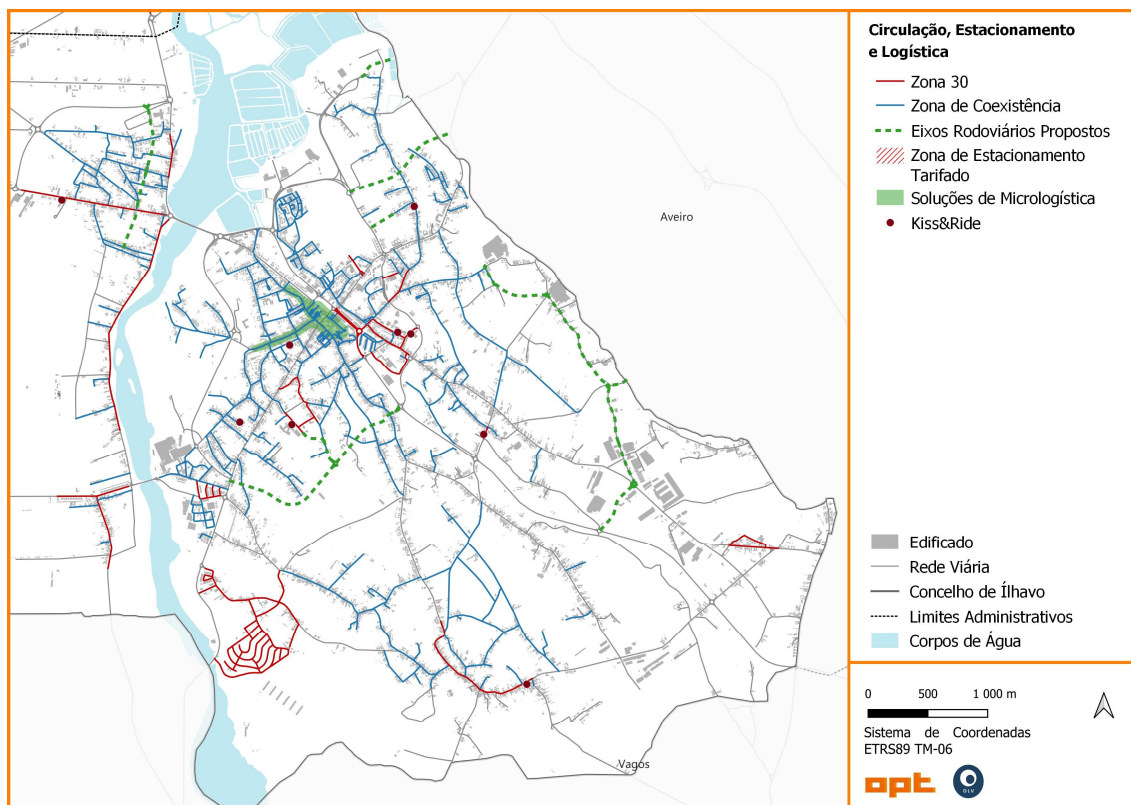 Circulação, Estacionamento
e Logística
Zona 30
Zona de Coexistência
Eixos Rodoviários Propostos
Zona de Estacionamento
Tarifado
Soluções de Micrologística
Kiss&Ride
Aveiro
Edificado
Rede Viária
Concelho de Ílhavo
Limites Administrativos
Corpos de Água
0 500 1 000 m
Sistema de Coordenadas
ETRS89 TM-06
Vagos
opt
OLV